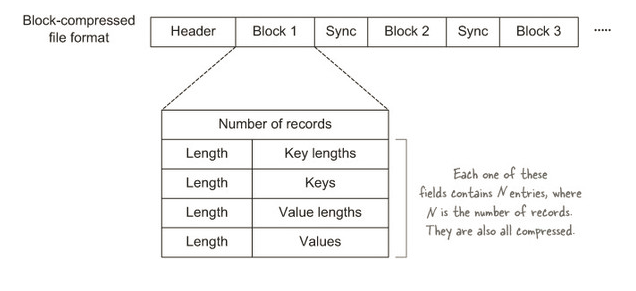 Block-compressed
file format
Header Block 1 Sync Block 2 Sync Block 3 .....
Number of records
Length Key lengths
Length Keys
Length Value lengths
Length Values
Each one of these
fields contains N entries, where
N is the number of records.
They are also all compressed.